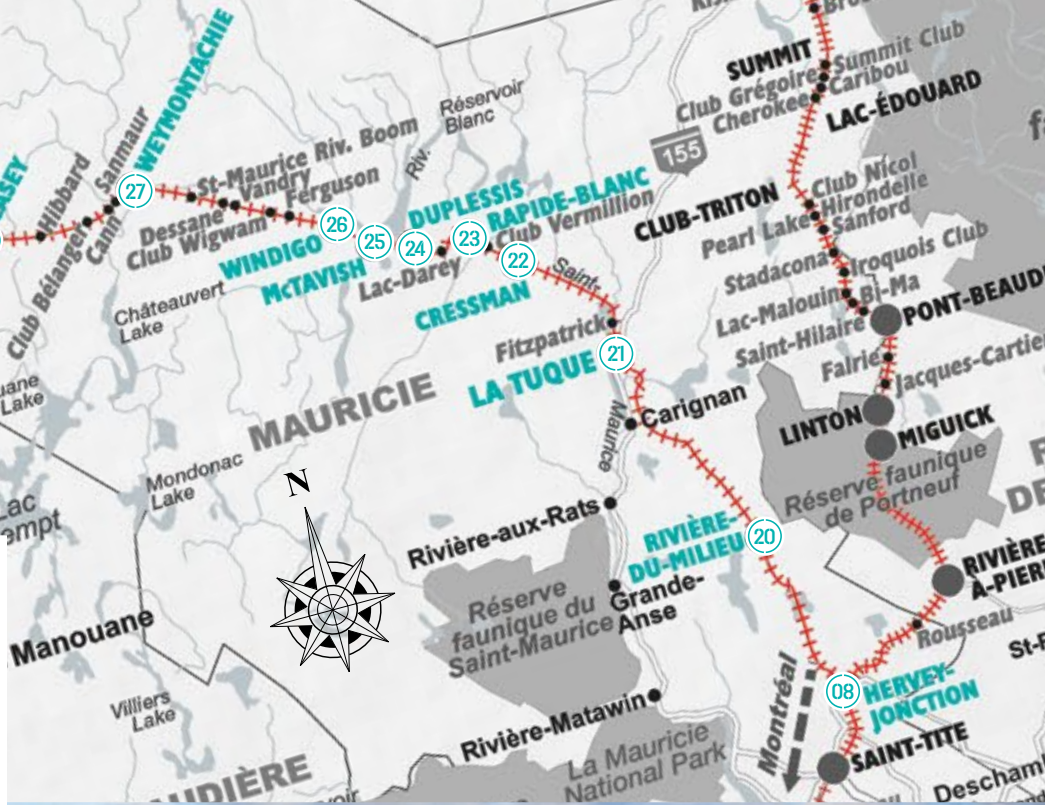 SUMMIT
Summit Club
Club Grégoire
Caribou
Cherokee
LAC-ÉDOUARD
155
Réservoir
Blanc
Riv.
WEYMONTACHIE
Sanmaur
Hibbard
27
Cann
Club Bélanger
St-Maurice Riv. Boom
Vandry
Ferguson
Dessane
Club Wigwam
26
WINDIGO
25
McTAVISH
24
DUPLESSIS
23
RAPIDE-BLANC
Club Vermillion
Lac-Darey
22
CRESSMAN
Saint-
Maurice
Fitzpatrick
21
LA TUQUE
Carignan
CLUB-TRITON
Club Nicol
Hirondelle
Pearl Lake
Sanford
Stadacona
Iroquois Club
Lac-Malouin
Bi-Ma
Saint-Hilaire
PONT-BEAUD
Falrie
Jacques-Cartier
LINTON
MIGUICK
Réserve faunique
de Portneuf
Châteauvert
Lake
Lake
MAURICIE
Mondonac
Lake
Lac
N
Rivière-aux-Rats
RIVIÈRE-
DU-MILIEU
20
Grande-
Anse
Réserve
faunique du
Saint-Maurice
RIVIÈRE
À-PIER
Rousseau
Manouane
Villiers
Lake
Rivière-Matawin
La Mauricie
National Park
Montréal
08
HERVEY-
JONCTION
SAINT-TITE
Descham